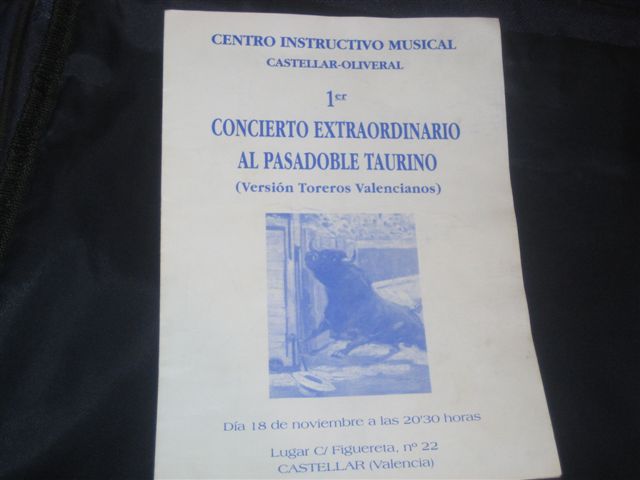 CENTRO INSTRUCTIVO MUSICAL
CASTELLAR-OLIVERAL
1er
CONCIERTO EXTRAORDINARIO
AL PASADOBLE TAURINO
(Versión Toreros Valencianos)
Día 18 de noviembre a las 20'30 horas
Lugar C/ Figuereta, nº 22
CASTELLAR (Valencia)